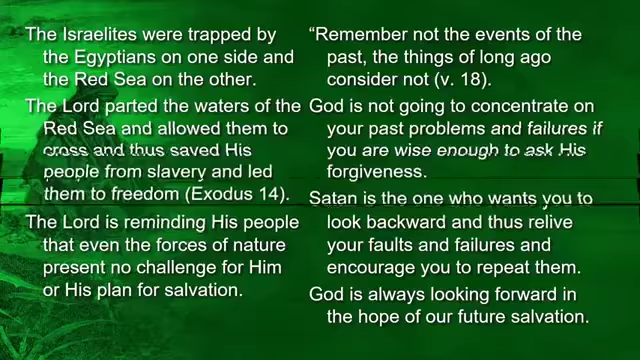 The Israelites were trapped by
the Egyptians on one side and
the Red Sea on the other.
The Lord parted the waters of the
Red Sea and allowed them to
cross and thus saved His
people from slavery and led
them to freedom (Exodus 14).
The Lord is reminding His people
that even the forces of nature
present no challenge for Him
or His plan for salvation.
“Remember not the events of the
past, the things of long ago
consider not (v. 18).
God is not going to concentrate on
your past problems and failures if
you are wise enough to ask His
forgiveness.
Satan is the one who wants you to
look backward and thus relive
your faults and failures and
encourage you to repeat them.
God is always looking forward in
the hope of our future salvation.